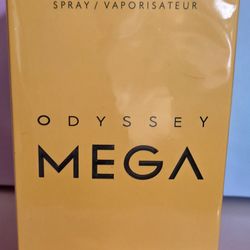 SPRAY / VAPORISATEUR
ODYSSEY
MEGA